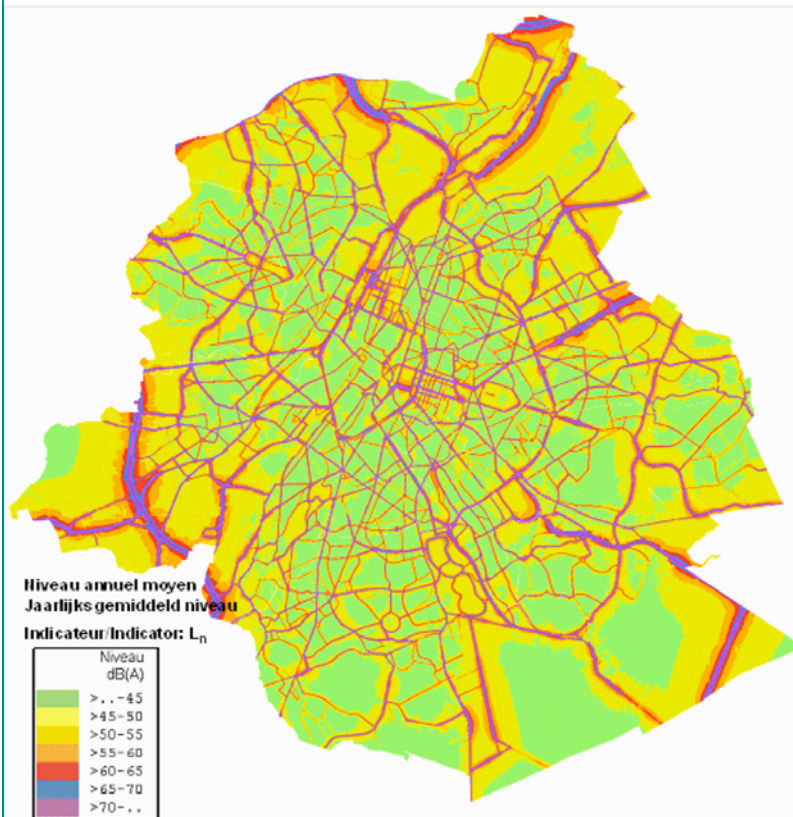 Niveau annuel moyen
Jaarlijks gemiddeld niveau
Indicateur/Indicator: Ln
Niveau
dB(A)
>..-45
>45-50
>50-55
>55-60
>60-65
>65-70
>70-..